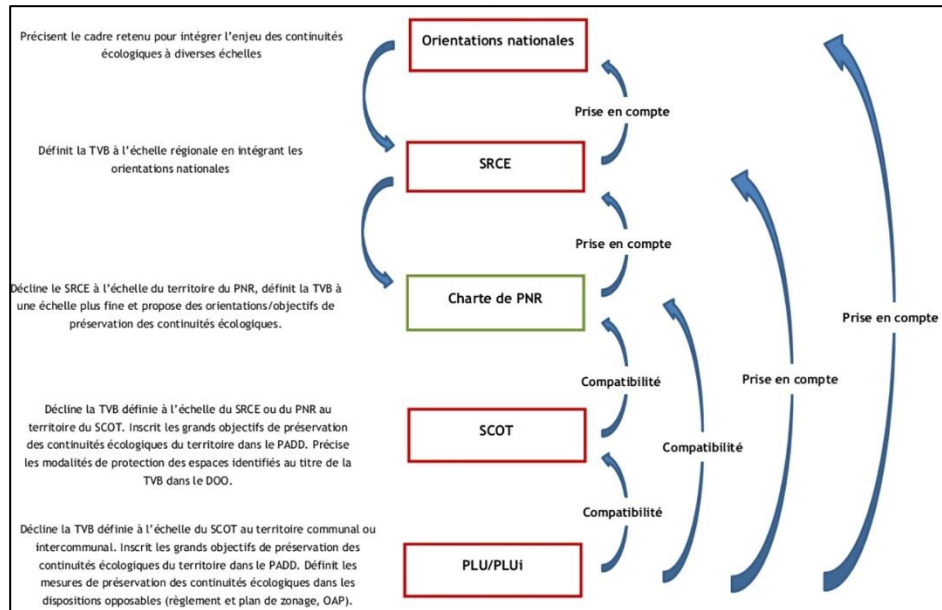 Précisent le cadre retenu pour intégrer l'enjeu des continuités
écologiques à diverses échelles
Orientations nationales
Prise en compte
Définit la TVB à l'échelle régionale en intégrant les
orientations nationales
SRCE
Prise en compte
Décline le SRCE à l'échelle du territoire du PNR, définit la TVB à
une échelle plus fine et propose des orientations/objectifs de
préservation des continuités écologiques.
Charte de PNR
Prise en compte
Compatibilité
Prise en compte
Décline la TVB définie à l'échelle du SRCE ou du PNR au
territoire du SCOT. Inscrit les grands objectifs de préservation
des continuités écologiques du territoire dans le PADD. Précise
les modalités de protection des espaces identifiés au titre de la
TVB dans le DOO.
SCOT
Compatibilité
Compatibilité
Décline la TVB définie à l'échelle du SCOT au territoire communal ou
intercommunal. Inscrit les grands objectifs de préservation des
continuités écologiques du territoire dans le PADD. Définit les
mesures de préservation des continuités écologiques dans les
dispositions opposables (règlement et plan de zonage, OAP).
PLU/PLUi